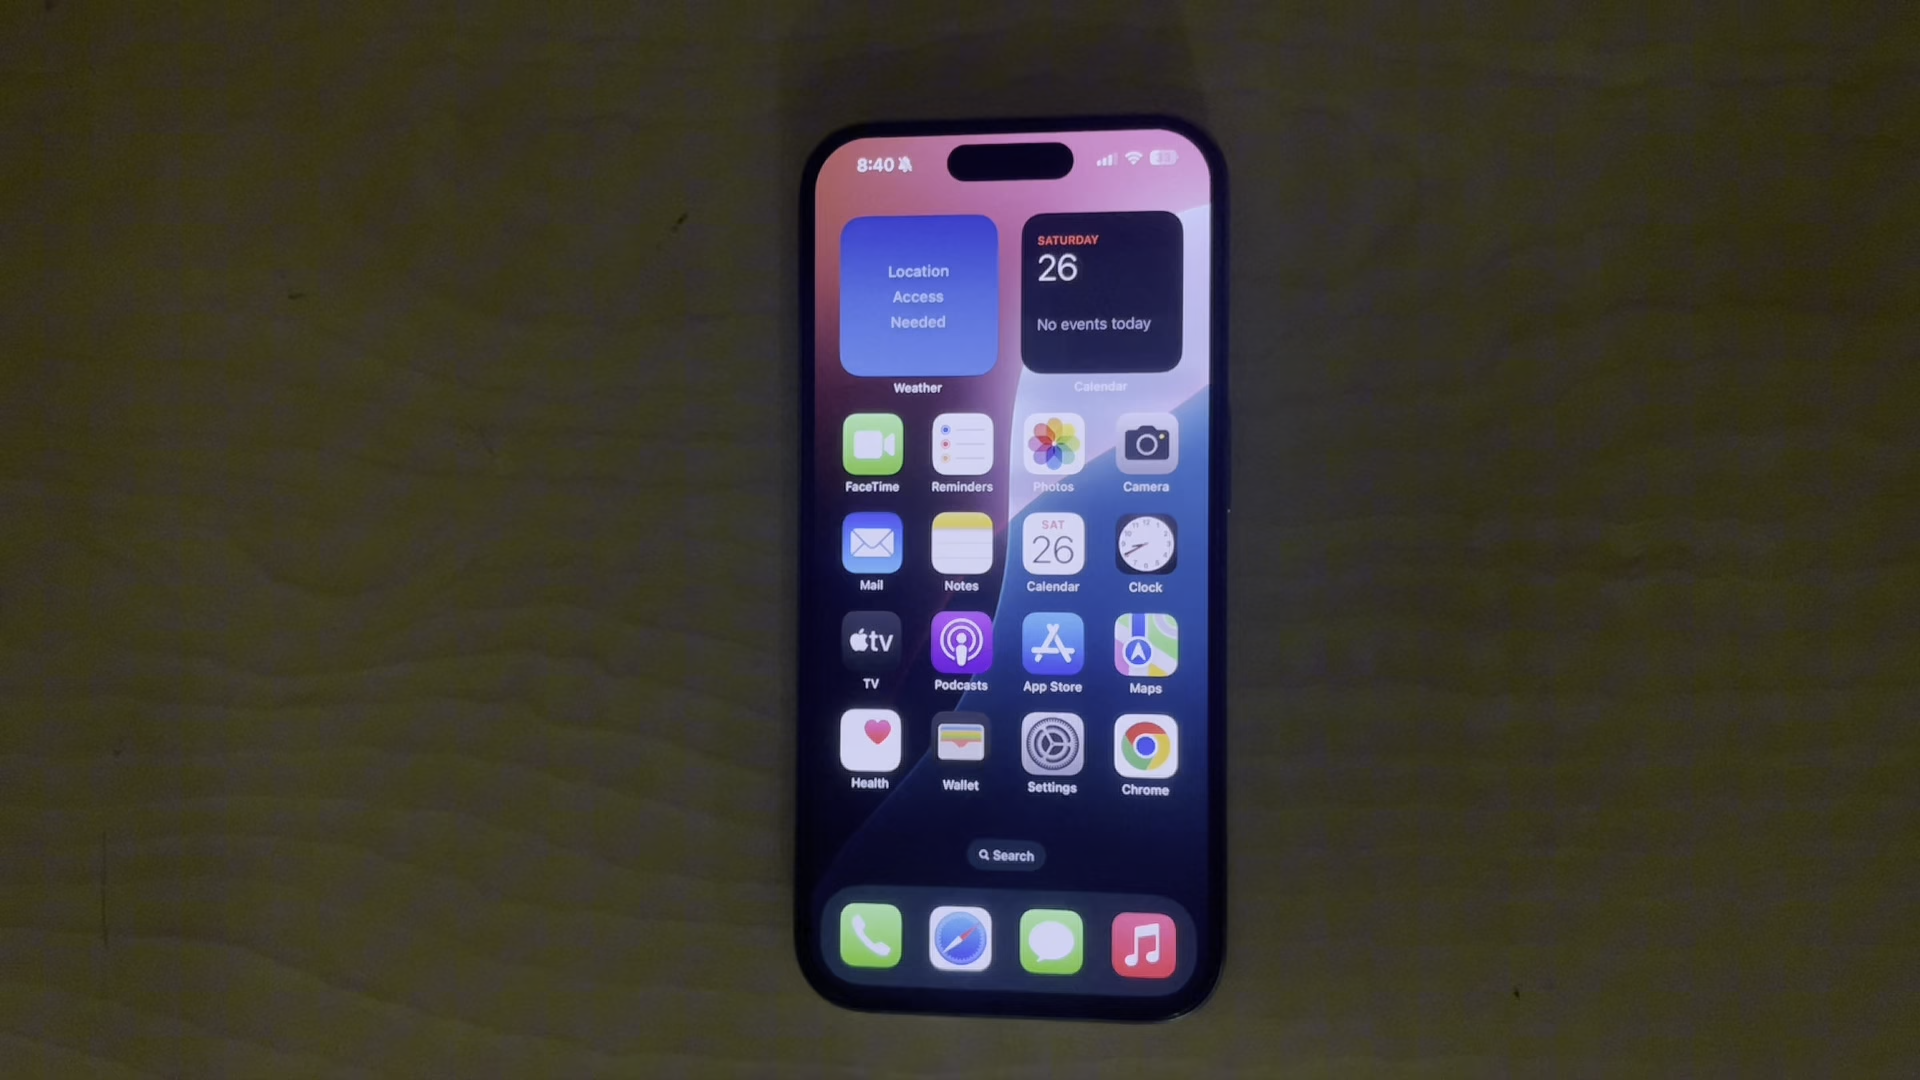 8:40
Location
Access
Needed
Weather
SATURDAY
26
No events today
Calendar
FaceTime
Reminders
Photos
Camera
Mail
Notes
SAT
26
Calendar
Clock
tv
TV
Podcasts
App Store
Maps
Health
Wallet
Settings
Chrome
Search